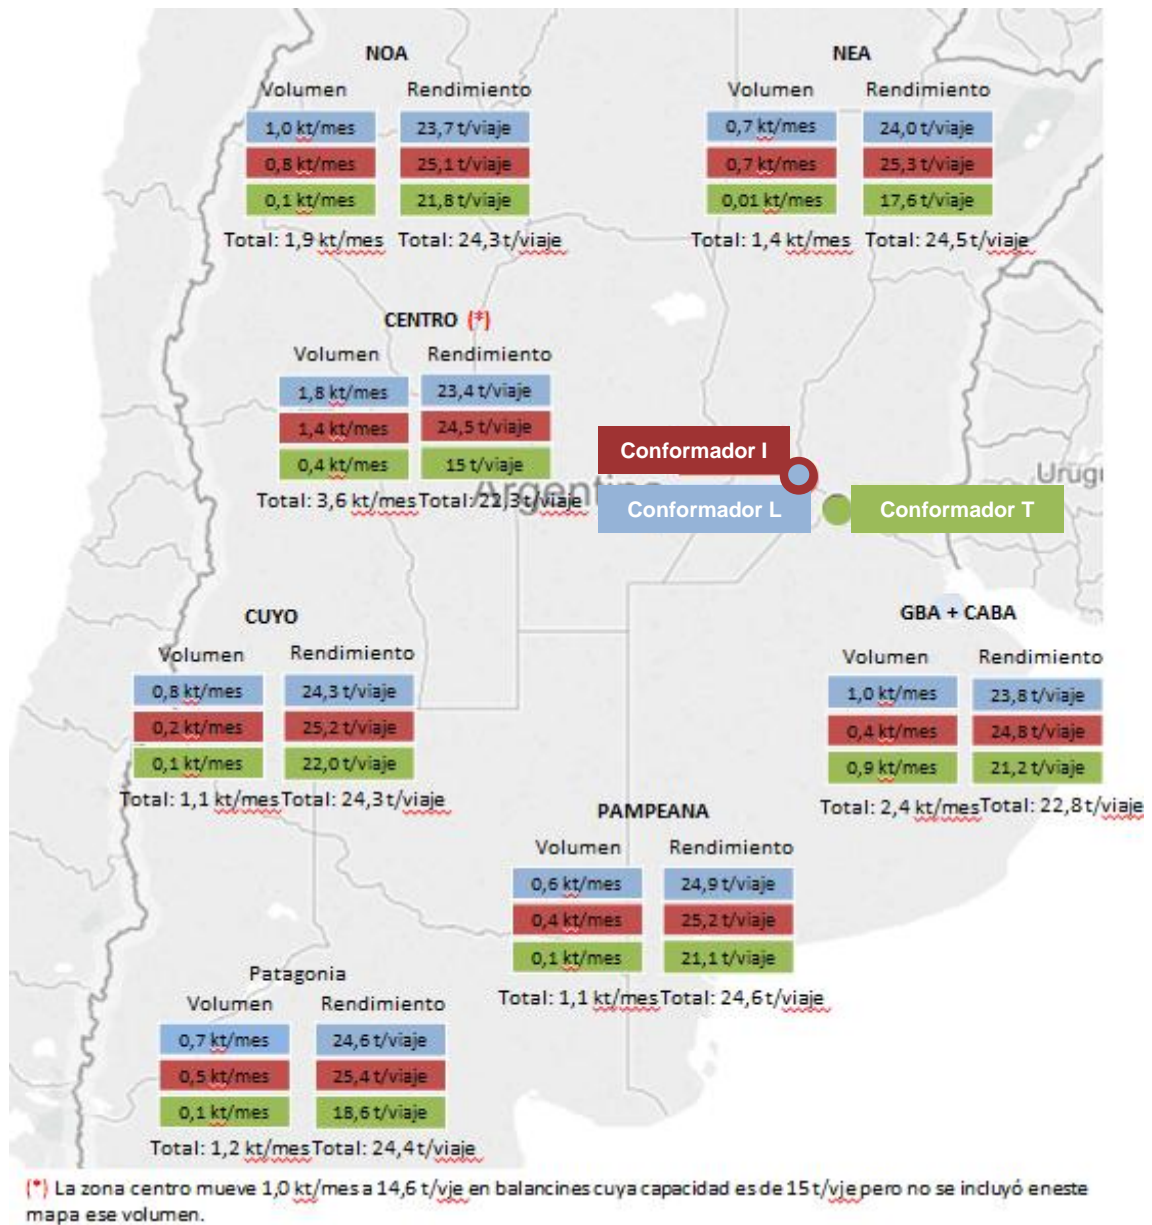 NOA
Volumen Rendimiento
1,0 kt/mes 23,7 t/viaje
0,8 kt/mes 25,1 t/viaje
0,1 kt/mes 21,8 t/viaje
Total: 1,9 kt/mes Total: 24,3 t/viaje
NEA
Volumen Rendimiento
0,7 kt/mes 24,0 t/viaje
0,7 kt/mes 25,3 t/viaje
0,01 kt/mes 17,6 t/viaje
Total: 1,4 kt/mes Total: 24,5 t/viaje
CENTRO (*)
Volumen Rendimiento
1,8 kt/mes 23,4 t/viaje
1,4 kt/mes 24,5 t/viaje
0,4 kt/mes 15 t/viaje
Total: 3,6 kt/mes Total: 22,3 t/viaje
Argentina
Conformador I
Conformador L
Conformador T
Urugu
CUYO
Volumen Rendimiento
0,8 kt/mes 24,3 t/viaje
0,2 kt/mes 25,2 t/viaje
0,1 kt/mes 22,0 t/viaje
Total: 1,1 kt/mes Total: 24,3 t/viaje
GBA + CABA
Volumen Rendimiento
1,0 kt/mes 23,8 t/viaje
0,4 kt/mes 24,8 t/viaje
0,9 kt/mes 21,2 t/viaje
Total: 2,4 kt/mes Total: 22,8 t/viaje
PAMPEANA
Volumen Rendimiento
0,6 kt/mes 24,9 t/viaje
0,4 kt/mes 25,2 t/viaje
0,1 kt/mes 21,1 t/viaje
Total: 1,1 kt/mes Total: 24,6 t/viaje
Patagonia
Volumen Rendimiento
0,7 kt/mes 24,6 t/viaje
0,5 kt/mes 25,4 t/viaje
0,1 kt/mes 18,6 t/viaje
Total: 1,2 kt/mes Total: 24,4 t/viaje
(*) La zona centro mueve 1,0 kt/mes a 14,6 t/vje en balancines cuya capacidad es de 15 t/vje pero no se incluyó en este
mapa ese volumen.